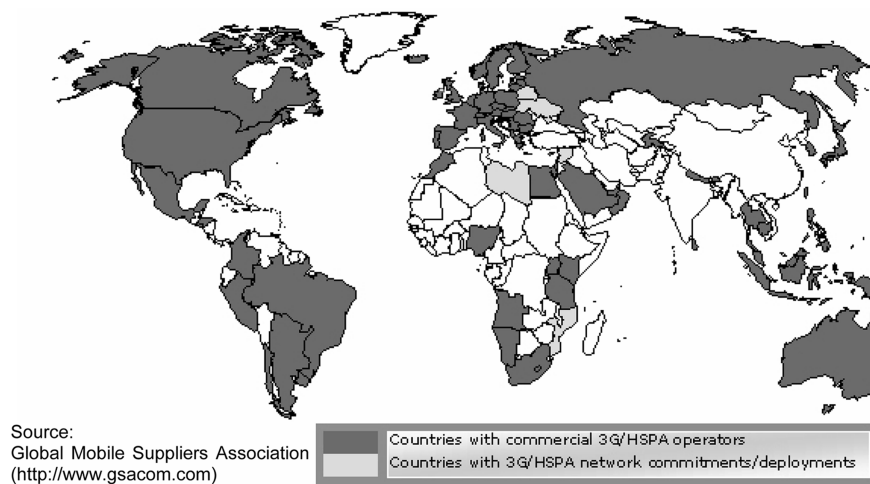 Source:
Global Mobile Suppliers Association
(http://www.gsacom.com)
Countries with commercial 3G/HSPA operators
Countries with 3G/HSPA network commitments/deployments